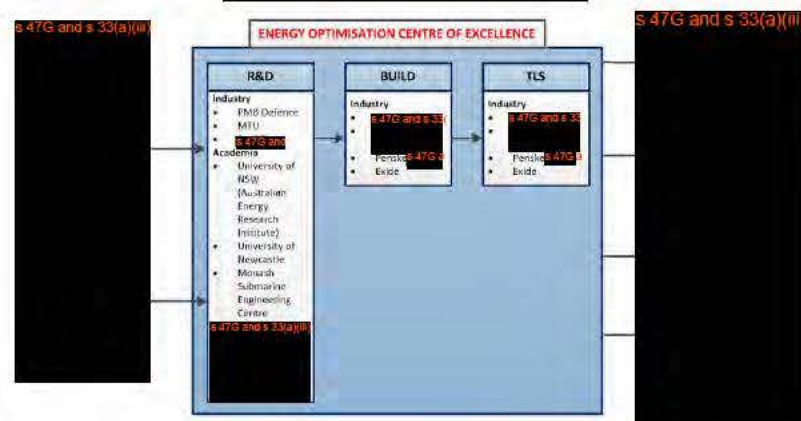 s 47G and s 33(a)(iii)
ENERGY OPTIMISATION CENTRE OF EXCELLENCE
s 47G and s 33(a)(iii)
R&D
Industry
• PMB Defence
• MTU
• s 47G and
Academia
• University of
NSW
(Australian
Energy
Research
Institute)
• University of
Newcastle
• Monash
Submarine
Engineering
Centre
s 47G and s 33(a)(iii)
BUILD
Industry
• s 47G and s 33(
•
• Penske s 47G a
• Exide
TLS
Industry
• s 47G and s 33
•
• Penske s 47G a
• Exide